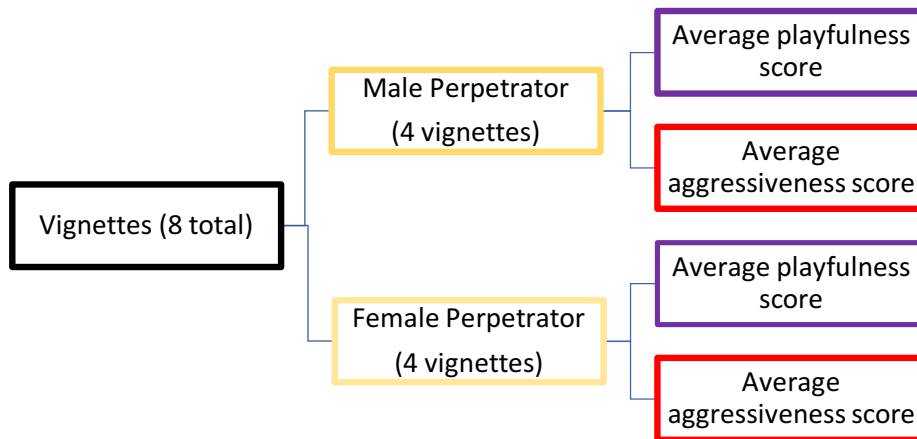 Vignettes (8 total)
Male Perpetrator
(4 vignettes)
Average playfulness
score
Average
aggressiveness score
Female Perpetrator
(4 vignettes)
Average playfulness
score
Average
aggressiveness score